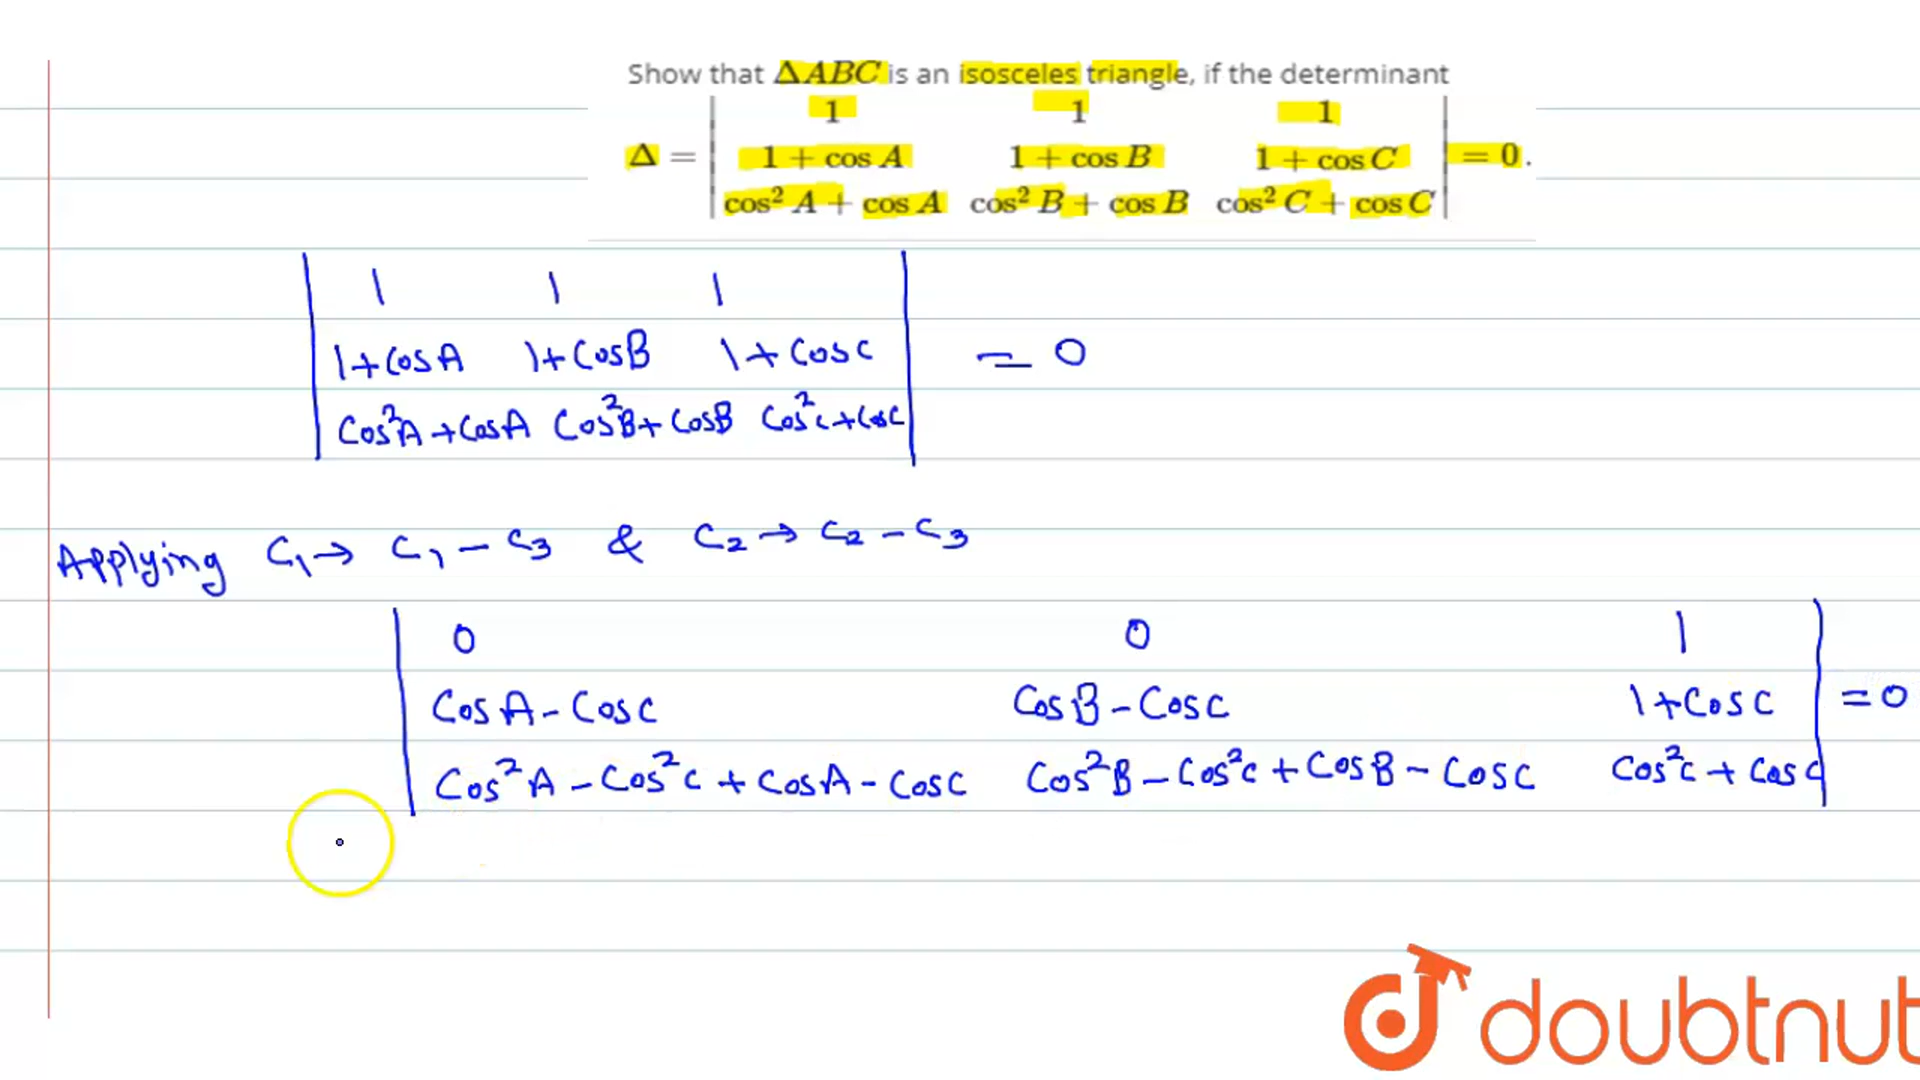 Show that ΔABC is an isosceles triangle, if the determinant
Δ = | 1 1 1 |
| 1 + cos A 1 + cos B 1 + cos C | = 0.
| cos² A + cos A cos² B + cos B cos² C + cos C |
| 1 1 1 |
| 1+CosA 1+CosB 1+Cosc | = 0
| Cos²A+CosA Cos²B+CosB Cos²c+Cosc |
Applying C₁→ C₁-C₃ & C₂→C₂-C₃
| 0 0 1 |
| CosA-Cosc CosB-Cosc 1+Cosc | =0
| Cos²A-Cos²c+CosA-Cosc Cos²B-Cos²c+CosB-Cosc Cos²c+Cosc |
doubtnut